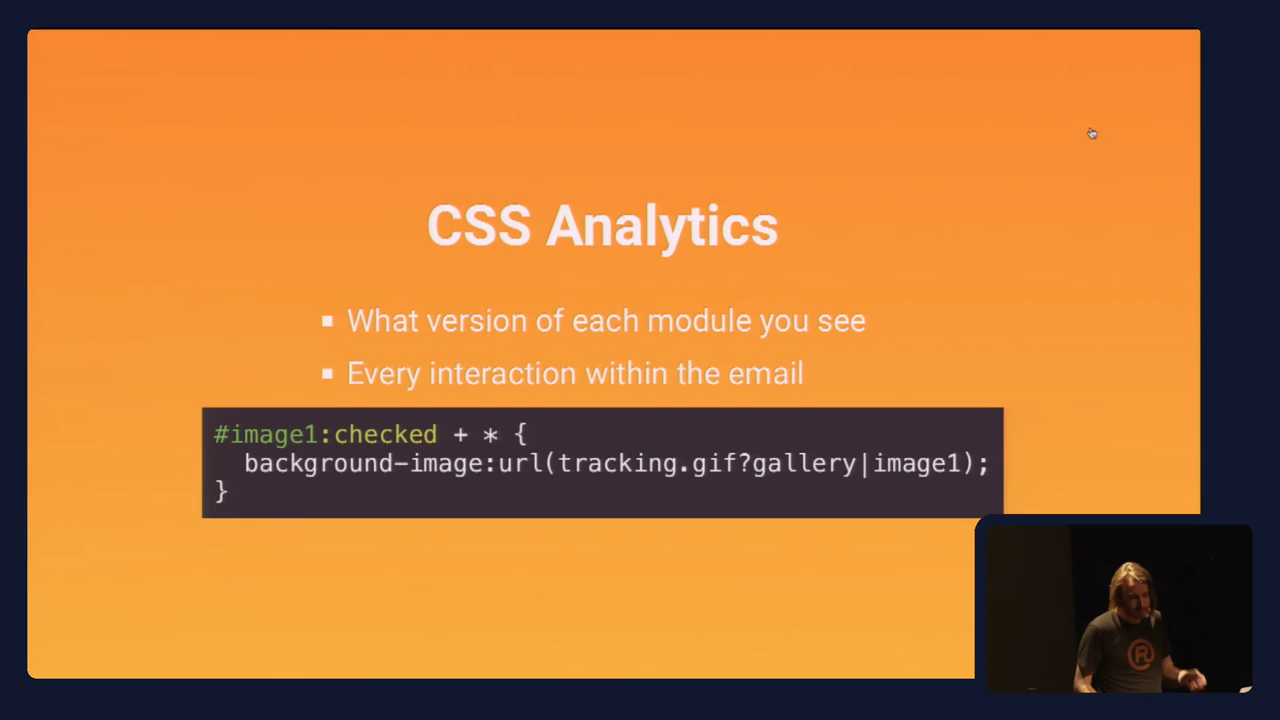 CSS Analytics
▪ What version of each module you see
▪ Every interaction within the email
#image1:checked + * {
  background-image:url(tracking.gif?gallery|image1);
}
R